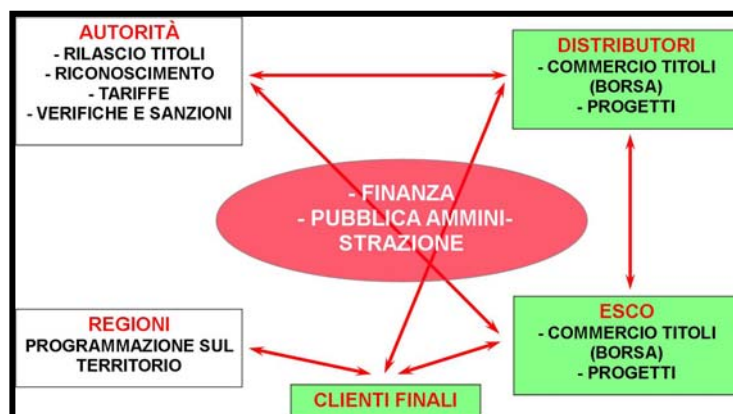 AUTORITÀ
- RILASCIO TITOLI
- RICONOSCIMENTO
- TARIFFE
- VERIFICHE E SANZIONI
DISTRIBUTORI
- COMMERCIO TITOLI
(BORSA)
- PROGETTI
- FINANZA
- PUBBLICA AMMINI-
STRAZIONE
REGIONI
PROGRAMMAZIONE SUL
TERRITORIO
ESCO
- COMMERCIO TITOLI
(BORSA)
- PROGETTI
CLIENTI FINALI